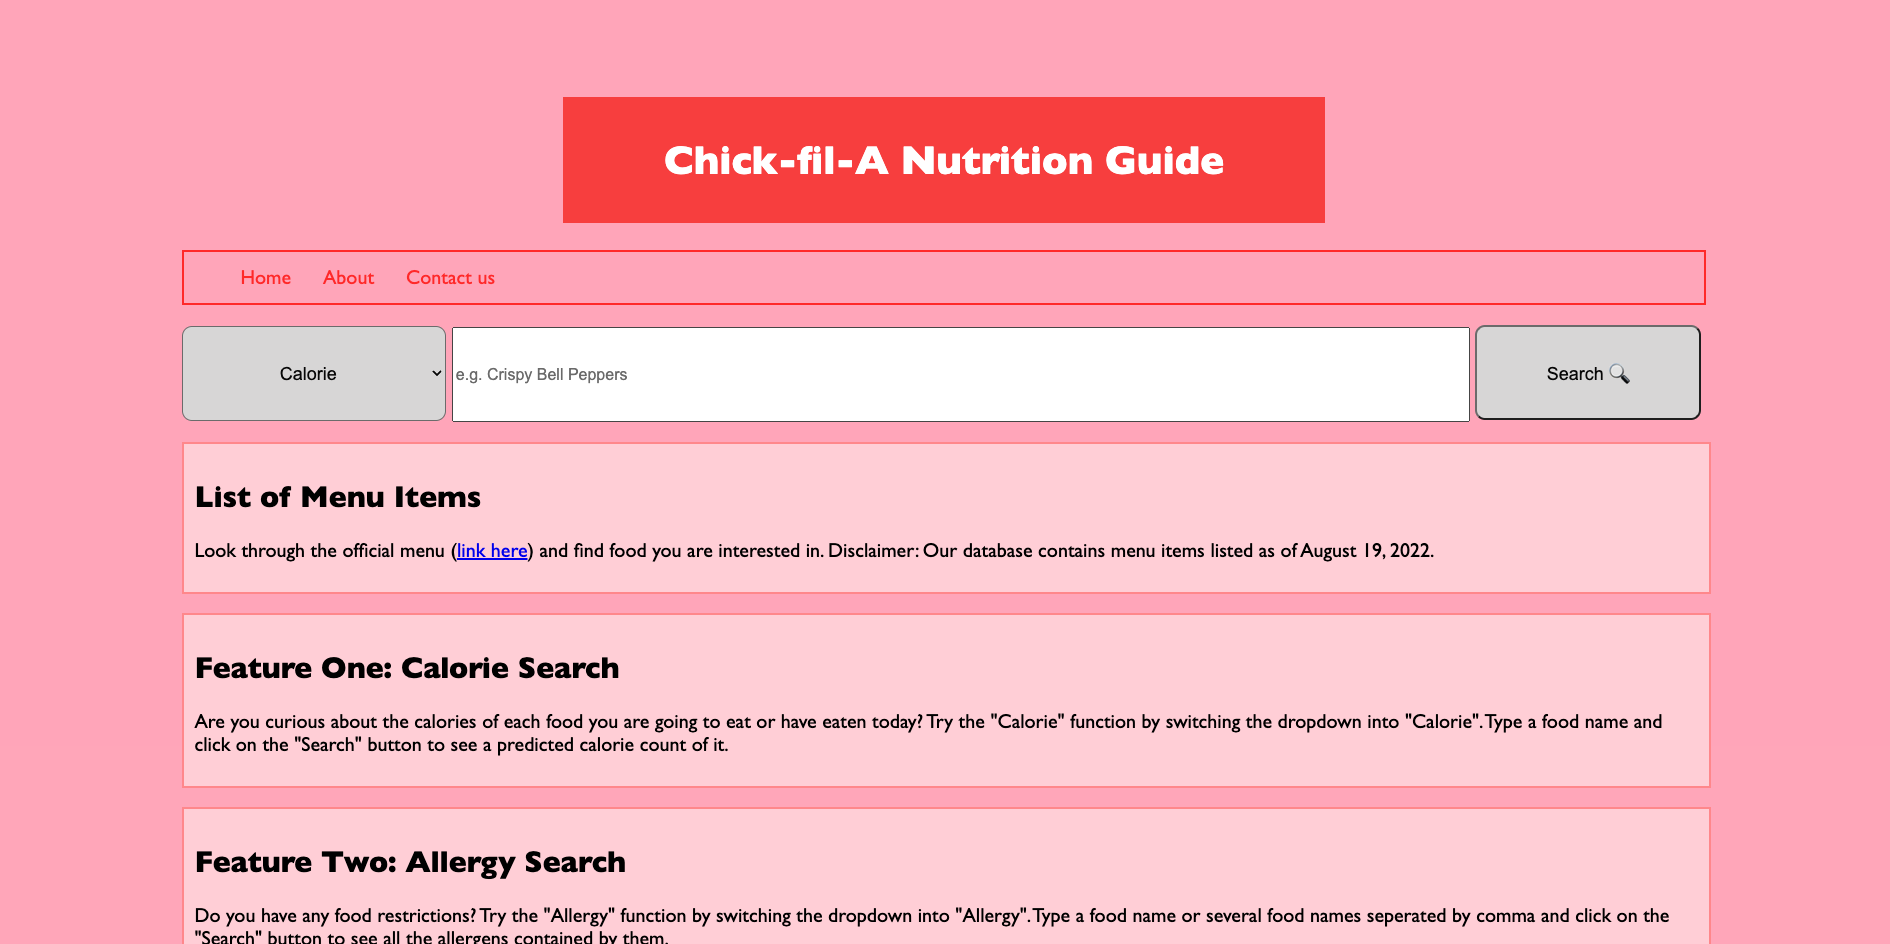 Chick-fil-A Nutrition Guide
Home About Contact us
Calorie e.g. Crispy Bell Peppers Search
List of Menu Items
Look through the official menu (link here) and find food you are interested in. Disclaimer: Our database contains menu items listed as of August 19, 2022.
Feature One: Calorie Search
Are you curious about the calories of each food you are going to eat or have eaten today? Try the "Calorie" function by switching the dropdown into "Calorie". Type a food name and
click on the "Search" button to see a predicted calorie count of it.
Feature Two: Allergy Search
Do you have any food restrictions? Try the "Allergy" function by switching the dropdown into "Allergy". Type a food name or several food names seperated by comma and click on the
"Search" button to see all the allergens contained by them.